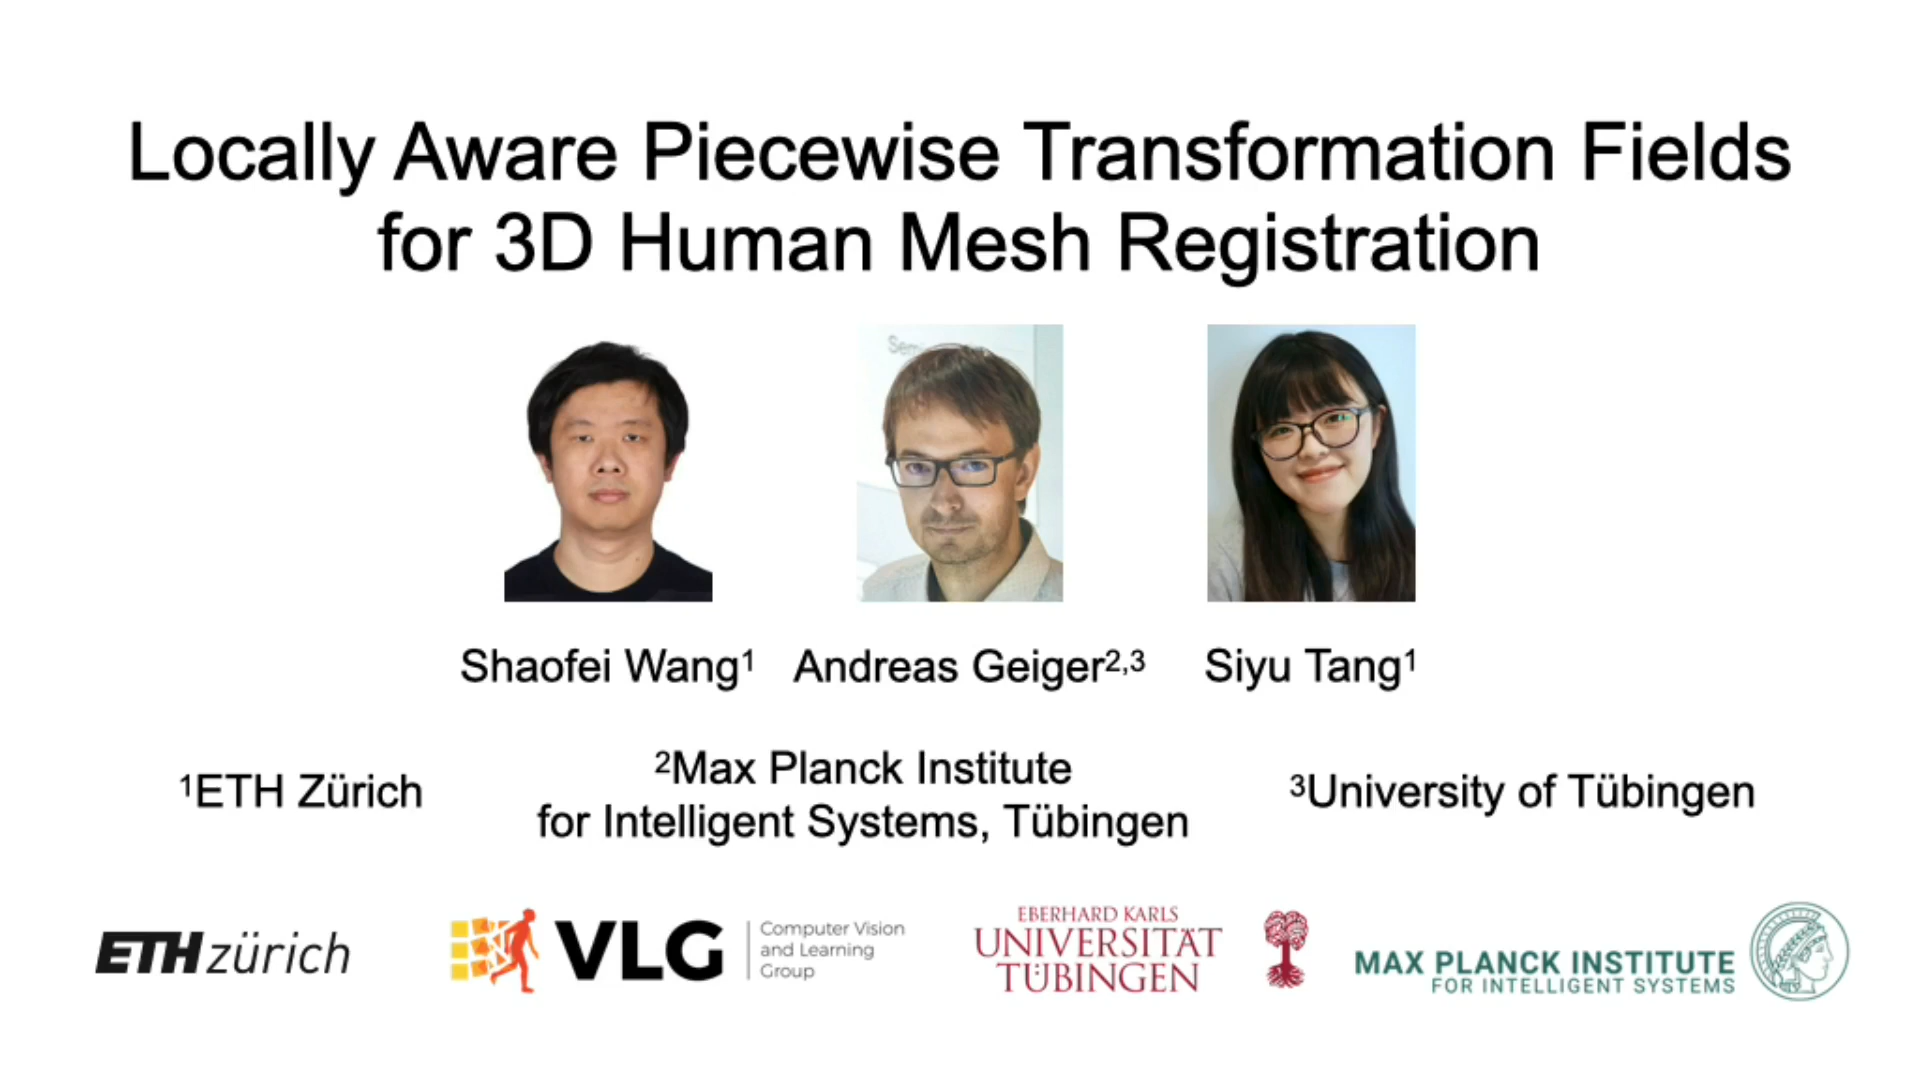 Locally Aware Piecewise Transformation Fields
for 3D Human Mesh Registration
Shaofei Wang¹ Andreas Geiger²,³ Siyu Tang¹
¹ETH Zürich
²Max Planck Institute
for Intelligent Systems, Tübingen
³University of Tübingen
ETH zürich
VLG
Computer Vision
and Learning
Group
EBERHARD KARLS
UNIVERSITÄT
TÜBINGEN
MAX PLANCK INSTITUTE
FOR INTELLIGENT SYSTEMS